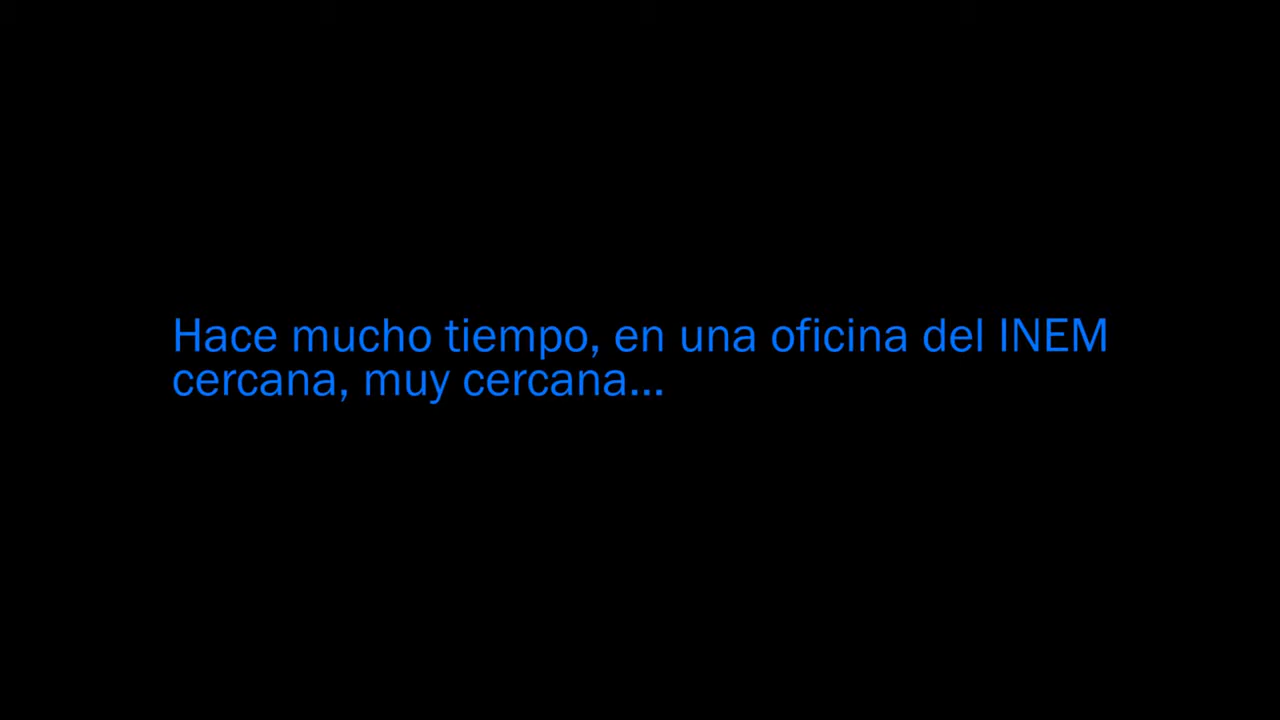 Hace mucho tiempo, en una oficina del INEM
cercana, muy cercana...